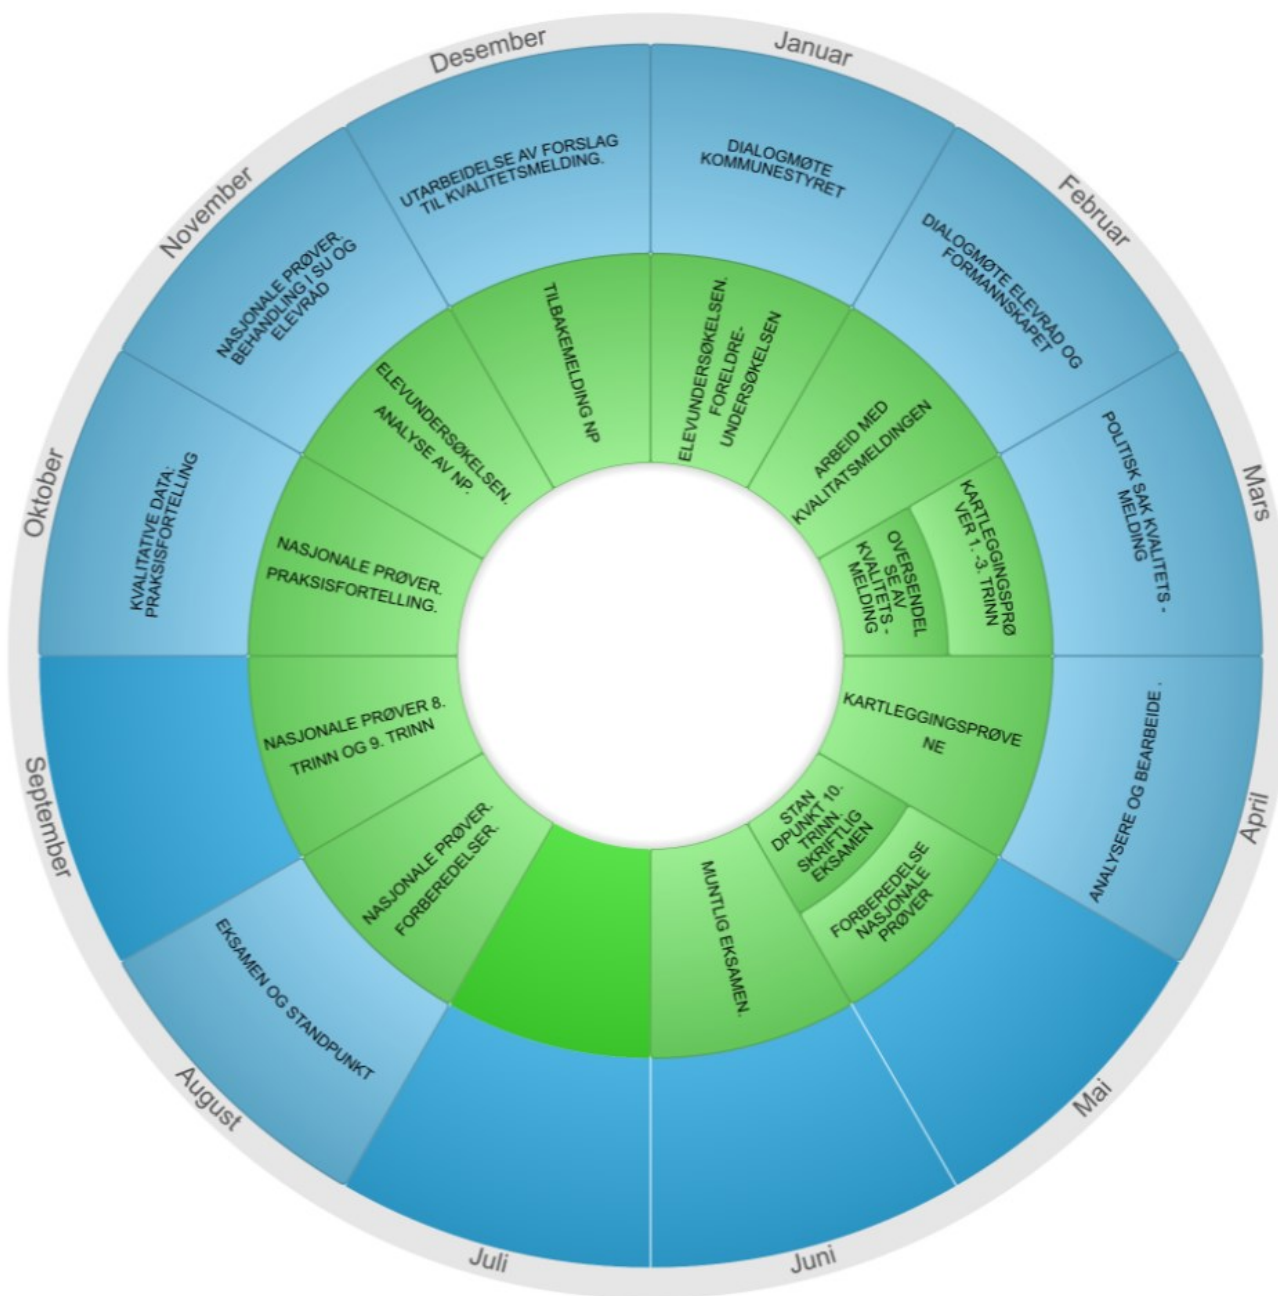 Januar
Februar
Mars
April
Mai
Juni
Juli
August
September
Oktober
November
Desember
DIALOGMØTE
KOMMUNESTYRET
DIALOGMØTE ELEVRÅD OG
FORMANNSKAPET
POLITISK SAK KVALITETS -
MELDING
ANALYSERE OG BEARBEIDE .
EKSAMEN OG STANDPUNKT
KVALITATIVE DATA:
PRAKSISFORTELLING
NASJONALE PRØVER.
BEHANDLING I SU OG
ELEVRÅD
UTARBEIDELSE AV FORSLAG
TIL KVALITETSMELDING.
ELEVUNDERSØKELSEN.
FORELDRE-
UNDERSØKELSEN
ARBEID MED
KVALITATSMELDINGEN
KARTLEGGINGSPRØ
VER 1. -3. TRINN
OVERSENDEL
SE AV
KVALITETS -
MELDING
KARTLEGGINGSPRØVE
NE
STAN
DPUNKT 10.
TRINN.
SKRIFTLIG
EKSAMEN
FORBEREDELSE
NASJONALE
PRØVER
MUNTLIG EKSAMEN.
NASJONALE PRØVER.
FORBEREDELSER.
NASJONALE PRØVER 8.
TRINN OG 9. TRINN
NASJONALE PRØVER.
PRAKSISFORTELLING.
ELEVUNDERSØKELSEN.
ANALYSE AV NP.
TILBAKEMELDING NP